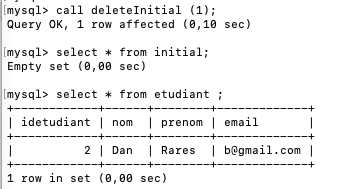 mysql> call deleteInitial (1);
Query OK, 1 row affected (0,10 sec)
mysql> select * from initial;
Empty set (0,00 sec)
mysql> select * from etudiant ;
+------------+------+--------+-------------+
| idetudiant | nom | prenom | email |
+------------+------+--------+-------------+
| 2 | Dan | Rares | b@gmail.com |
+------------+------+--------+-------------+
1 row in set (0,00 sec)